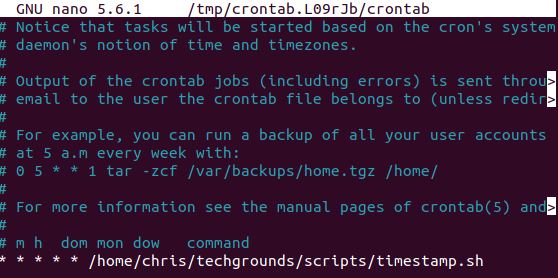 GNU nano 5.6.1 /tmp/crontab.L09rJb/crontab
# Notice that tasks will be started based on the cron's system
# daemon's notion of time and timezones.
#
# Output of the crontab jobs (including errors) is sent throu>
# email to the user the crontab file belongs to (unless redir>
#
# For example, you can run a backup of all your user accounts
# at 5 a.m every week with:
# 0 5 * * 1 tar -zcf /var/backups/home.tgz /home/
#
# For more information see the manual pages of crontab(5) and>
#
# m h  dom mon dow   command
* * * * * /home/chris/techgrounds/scripts/timestamp.sh